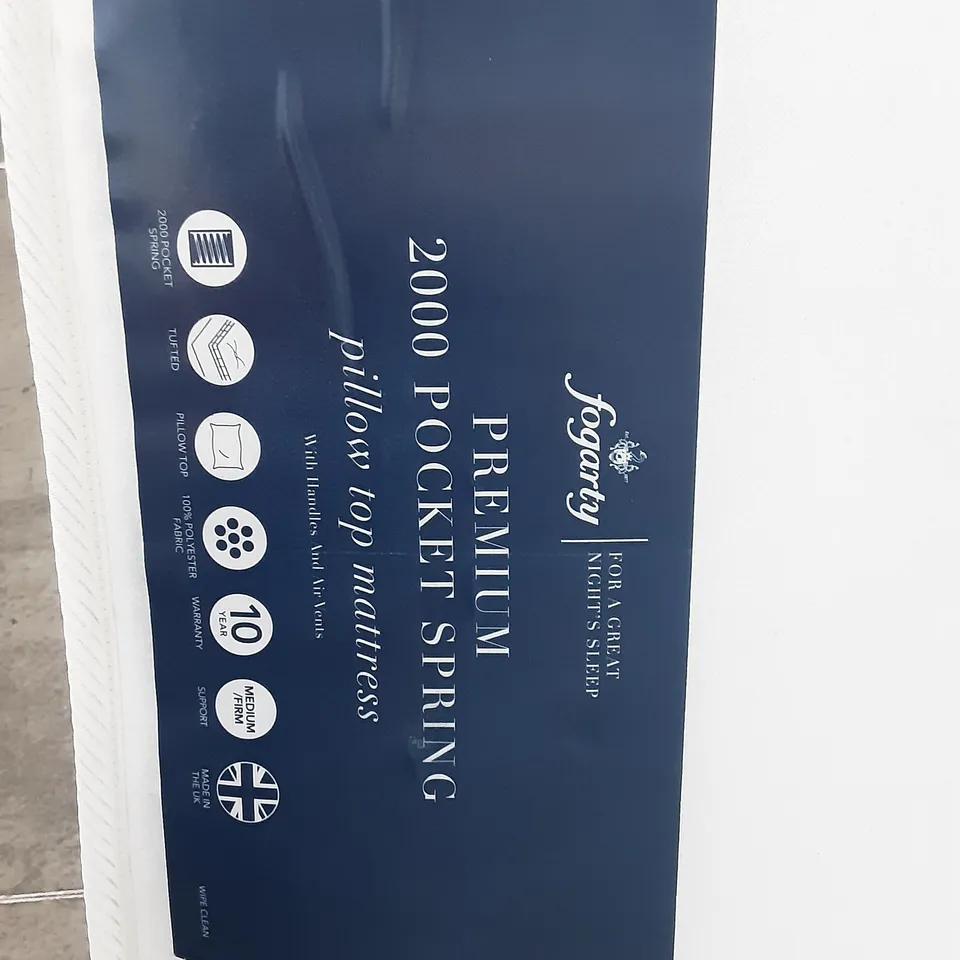 fogarty
FOR A GREAT
NIGHT'S SLEEP
PREMIUM
2000 POCKET SPRING
pillow top mattress
With Handles And Air Vents
2000 POCKET
SPRING
TUFTED
PILLOW TOP
100% POLYESTER
FABRIC
10
YEAR
WARRANTY
MEDIUM
/FIRM
SUPPORT
MADE IN
THE UK
WIPE CLEAN